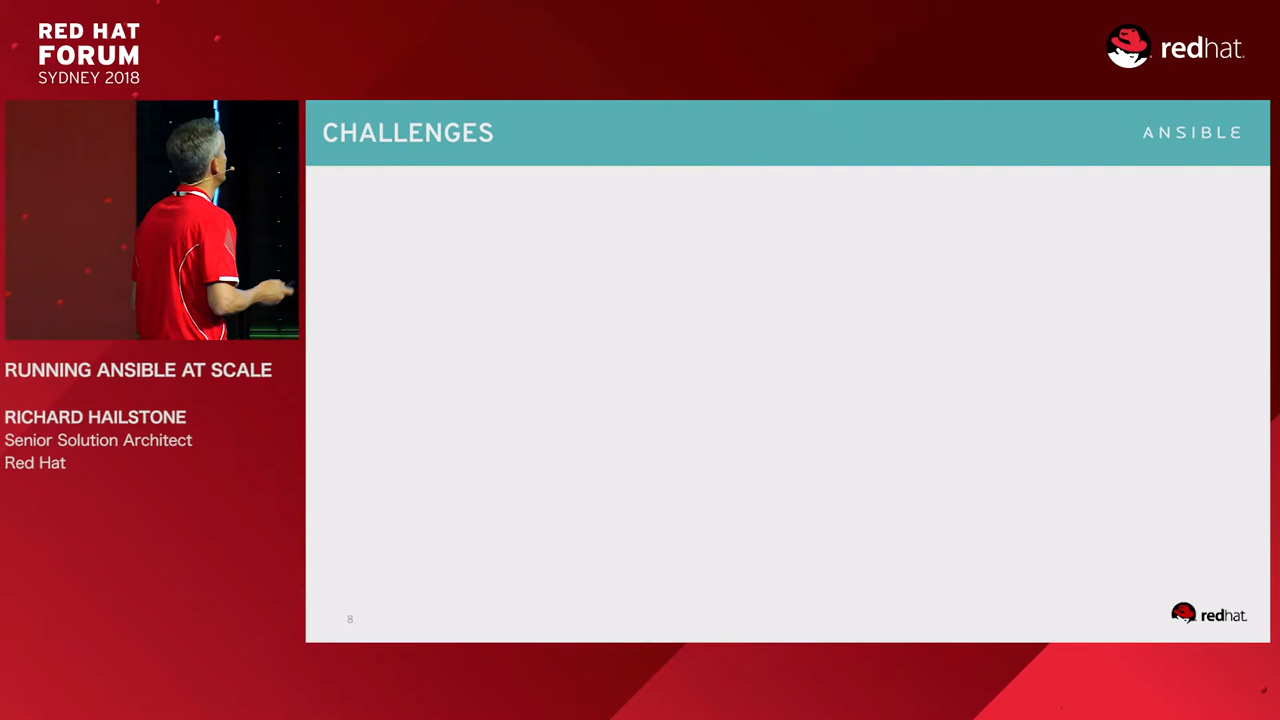 RED HAT
FORUM
SYDNEY 2018
redhat.
CHALLENGES
ANSIBLE
RUNNING ANSIBLE AT SCALE
RICHARD HAILSTONE
Senior Solution Architect
Red Hat
8
redhat.